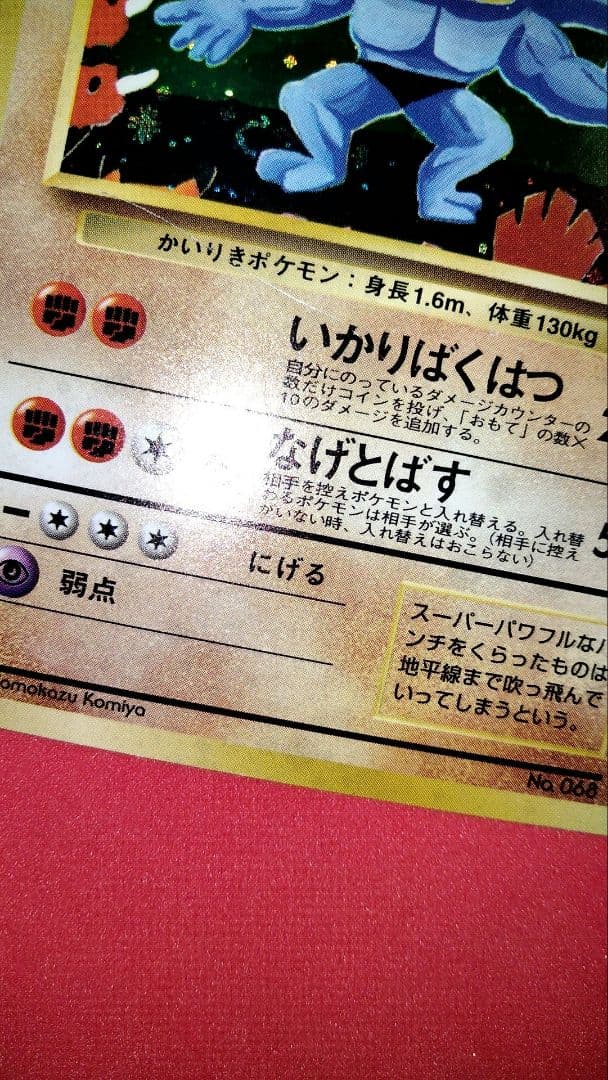 かいりきポケモン：身長1.6m、体重130kg
いかりばくはつ
自分にのっているダメージカウンターの
数だけコインを投げ、「おもて」の数×
10のダメージを追加する。
なげとばす
相手を控えポケモンと入れ替える。入れ替
わるポケモンは相手が選ぶ。（相手に控え
がいない時、入れ替えはおこらない）
5
にげる
弱点
スーパーパワフルなパ
ンチをくらったものは
地平線まで吹っ飛んで
いってしまうという。
omokazu Komiya
No. 068